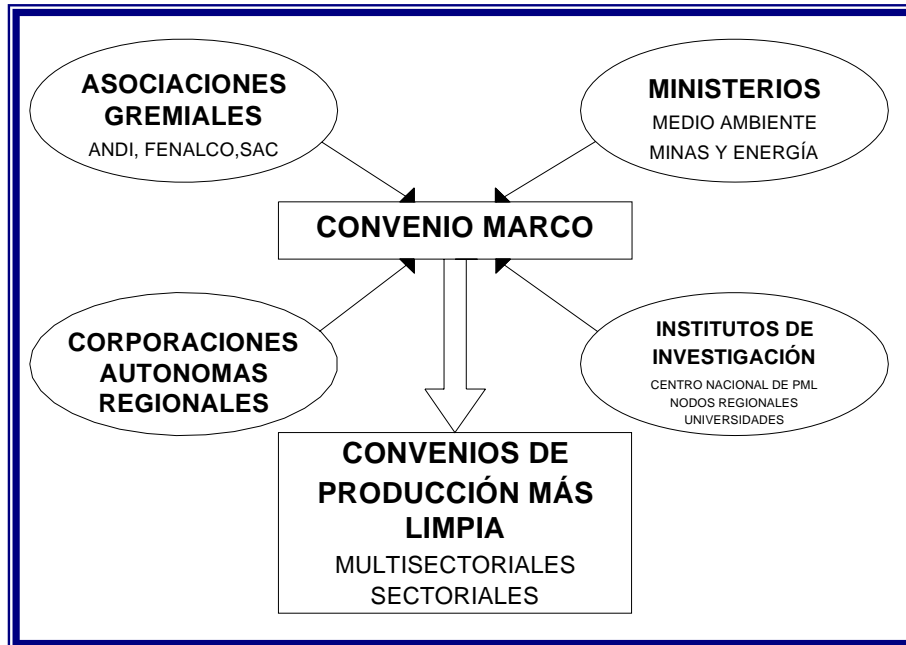 ASOCIACIONES
GREMIALES
ANDI, FENALCO,SAC
MINISTERIOS
MEDIO AMBIENTE
MINAS Y ENERGÍA
CONVENIO MARCO
CORPORACIONES
AUTONOMAS
REGIONALES
INSTITUTOS DE
INVESTIGACIÓN
CENTRO NACIONAL DE PML
NODOS REGIONALES
UNIVERSIDADES
CONVENIOS DE
PRODUCCIÓN MÁS
LIMPIA
MULTISECTORIALES
SECTORIALES